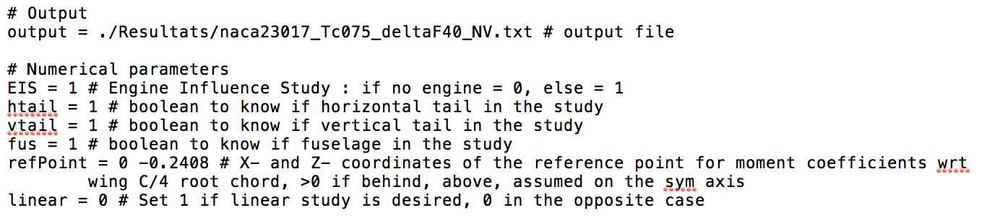 # Output
output = ./Resultats/naca23017_Tc075_deltaF40_NV.txt # output file
# Numerical parameters
EIS = 1 # Engine Influence Study : if no engine = 0, else = 1
htail = 1 # boolean to know if horizontal tail in the study
vtail = 1 # boolean to know if vertical tail in the study
fus = 1 # boolean to know if fuselage in the study
refPoint = 0 -0.2408 # X- and Z- coordinates of the reference point for moment coefficients wrt
wing C/4 root chord, >0 if behind, above, assumed on the sym axis
linear = 0 # Set 1 if linear study is desired, 0 in the opposite case